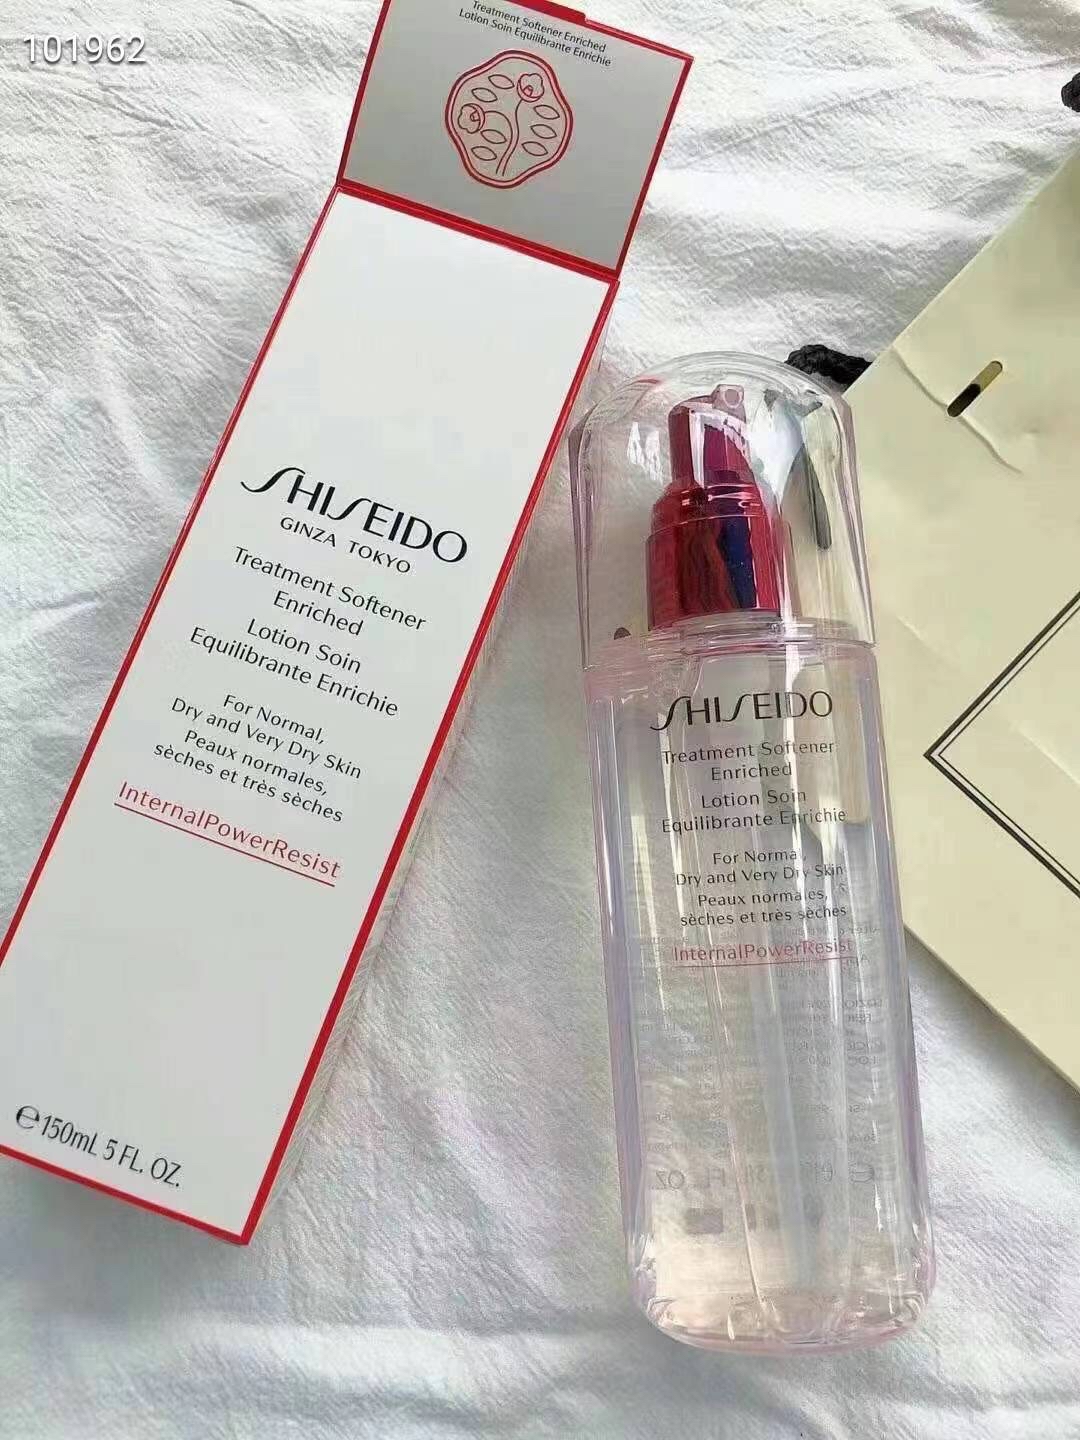 101962
Treatment Softener Enriched
Lotion Soin Equilibrante Enrichie
SHISEIDO
GINZA TOKYO
Treatment Softener
Enriched
Lotion Soin
Equilibrante Enrichie
For Normal,
Dry and Very Dry Skin
Peaux normales,
sèches et très sèches
InternalPowerResist
℮150mL 5 FL. OZ.
SHISEIDO
Treatment Softener
Enriched
Lotion Soin
Equilibrante Enrichie
For Normal,
Dry and Very Dry Skin
Peaux normales,
sèches et très sèches
InternalPowerResist